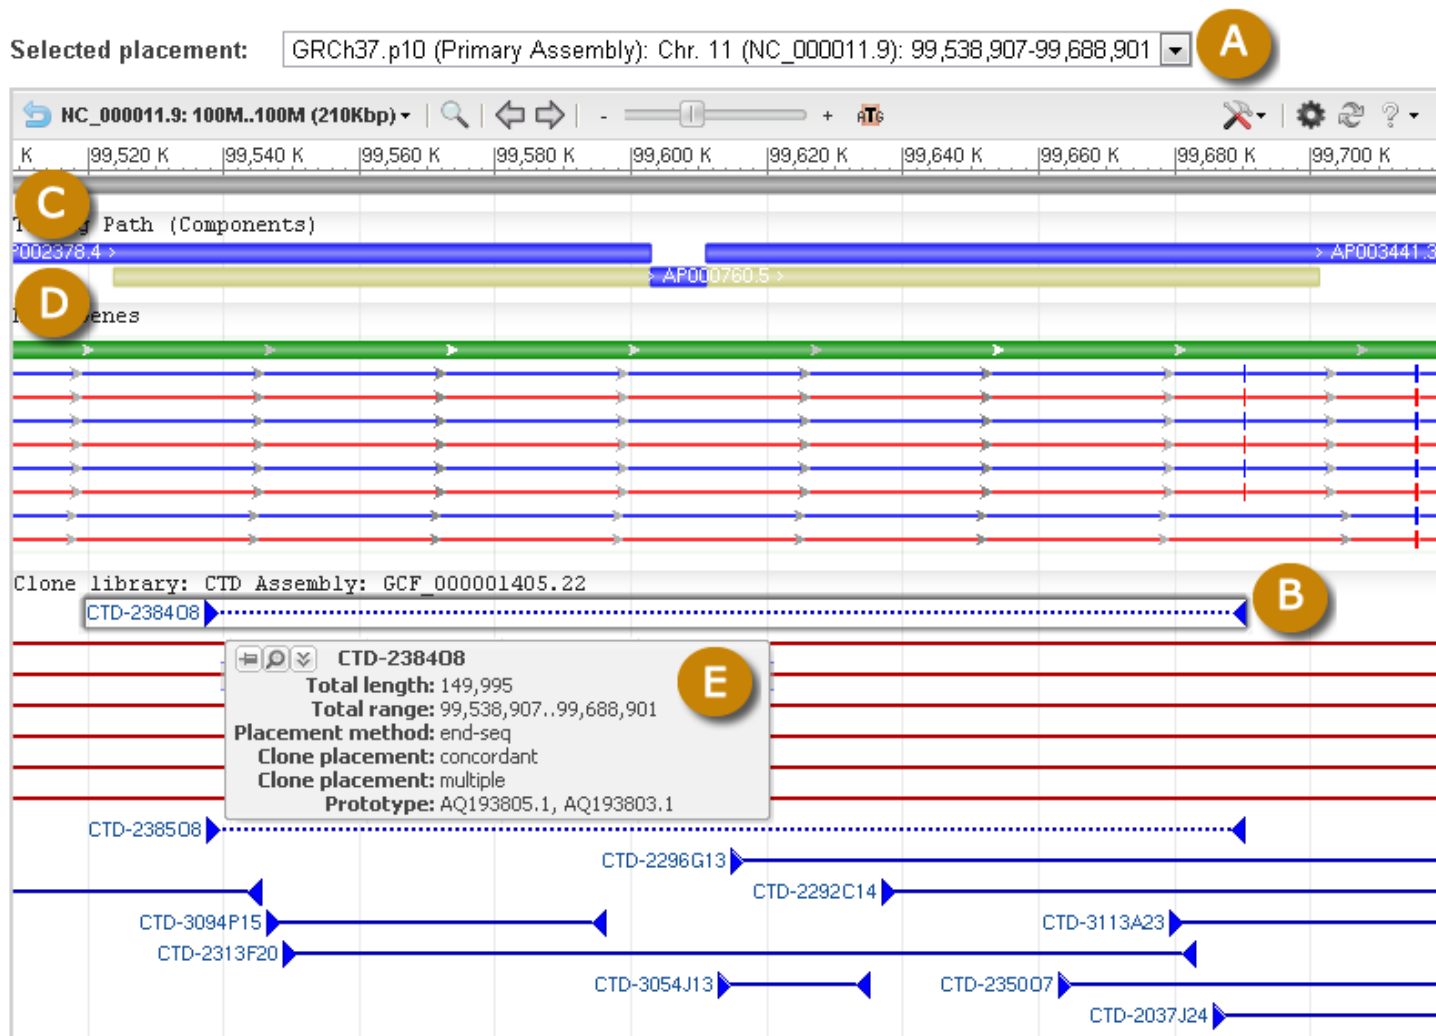 Selected placement: GRCh37.p10 (Primary Assembly): Chr. 11 (NC_000011.9): 99,538,907-99,688,901
A
NC_000011.9: 100M..100M (210Kbp) - + ATG ?
K 99,520 K 99,540 K 99,560 K 99,580 K 99,600 K 99,620 K 99,640 K 99,660 K 99,680 K 99,700 K
C
Path (Components)
P002378.4 > > AP003441.3
> AP000760.5 >
D
enes
Clone library: CTD Assembly: GCF_000001405.22
B
CTD-2384O8
CTD-2384O8
E
Total length: 149,995
Total range: 99,538,907..99,688,901
Placement method: end-seq
Clone placement: concordant
Clone placement: multiple
Prototype: AQ193805.1, AQ193803.1
CTD-2385O8
CTD-2296G13
CTD-2292C14
CTD-3094P15 CTD-3113A23
CTD-2313F20
CTD-3054J13 CTD-2350O7
CTD-2037J24